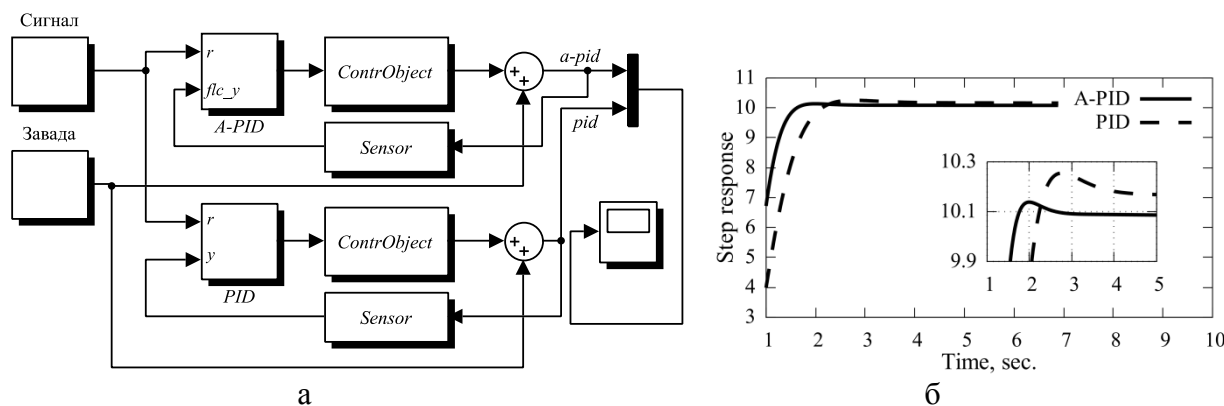 Сигнал
r
flc_y
A-PID
ContrObject
+
+
a-pid
pid
Sensor
Завада
r
y
PID
ContrObject
+
+
Sensor
а
Step response
11
10
9
8
7
6
5
4
3
A-PID
PID
10.3
10.1
9.9
1 2 3 4 5
1 2 3 4 5 6 7 8 9 10
Time, sec.
б